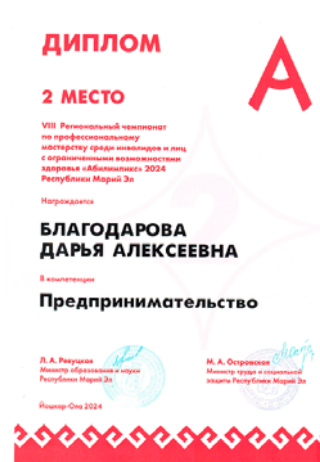 ДИПЛОМ
2 МЕСТО
VIII Региональный чемпионат
по профессиональному
мастерству среди инвалидов и лиц
с ограниченными возможностями
здоровья «Абилимпикс» 2024
Республики Марий Эл
Награждается
БЛАГОДАРОВА
ДАРЬЯ АЛЕКСЕЕВНА
В компетенции
Предпринимательство
Л. А. Ревуцкая
Министр образования и науки
Республики Марий Эл
М. А. Островская
Министр труда и социальной
защиты Республики Марий Эл
Йошкар-Ола 2024